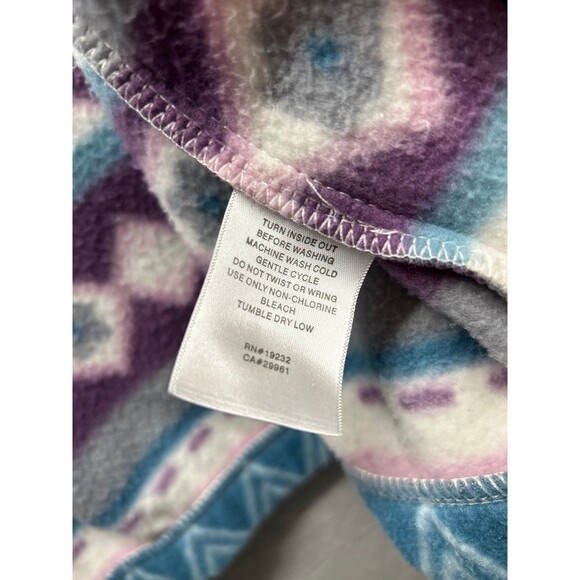 TURN INSIDE OUT
BEFORE WASHING
MACHINE WASH COLD
GENTLE CYCLE
DO NOT TWIST OR WRING
USE ONLY NON-CHLORINE
BLEACH
TUMBLE DRY LOW
RN#19232
CA#29961